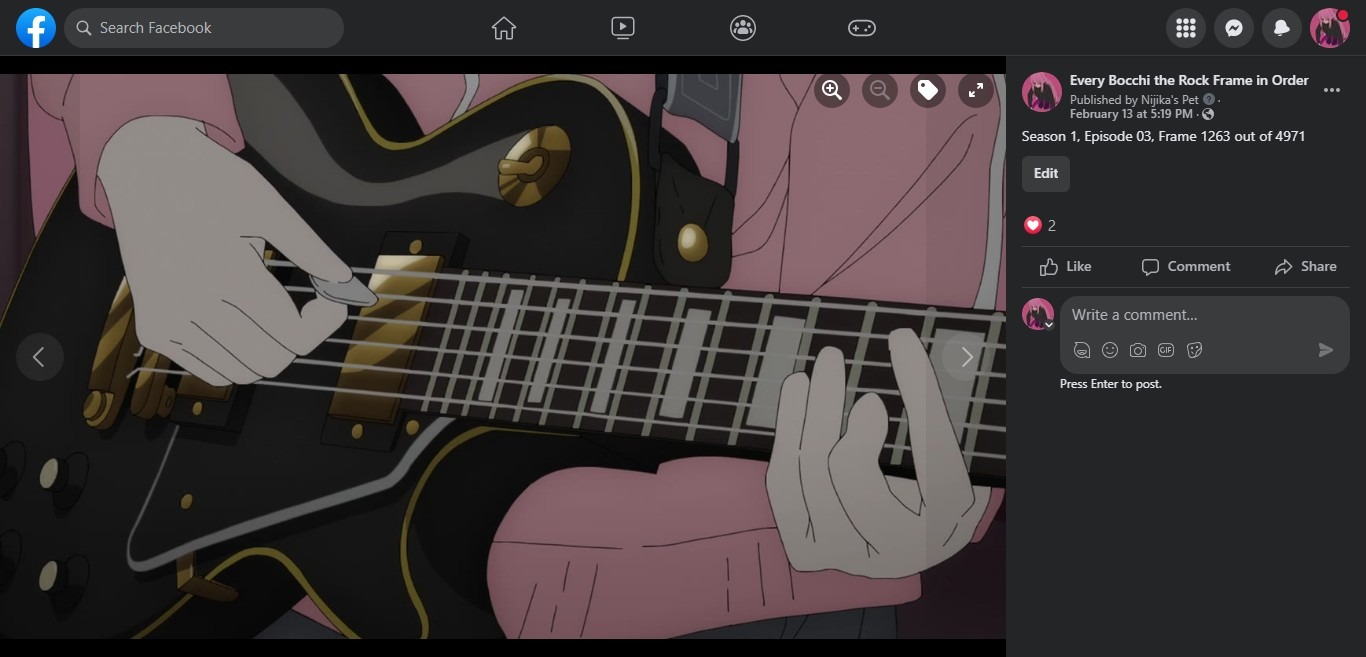 Search Facebook
Every Bocchi the Rock Frame in Order
Published by Nijika's Pet ? ·
February 13 at 5:19 PM ·
Season 1, Episode 03, Frame 1263 out of 4971
Edit
2
Like
Comment
Share
Write a comment...
GIF
Press Enter to post.